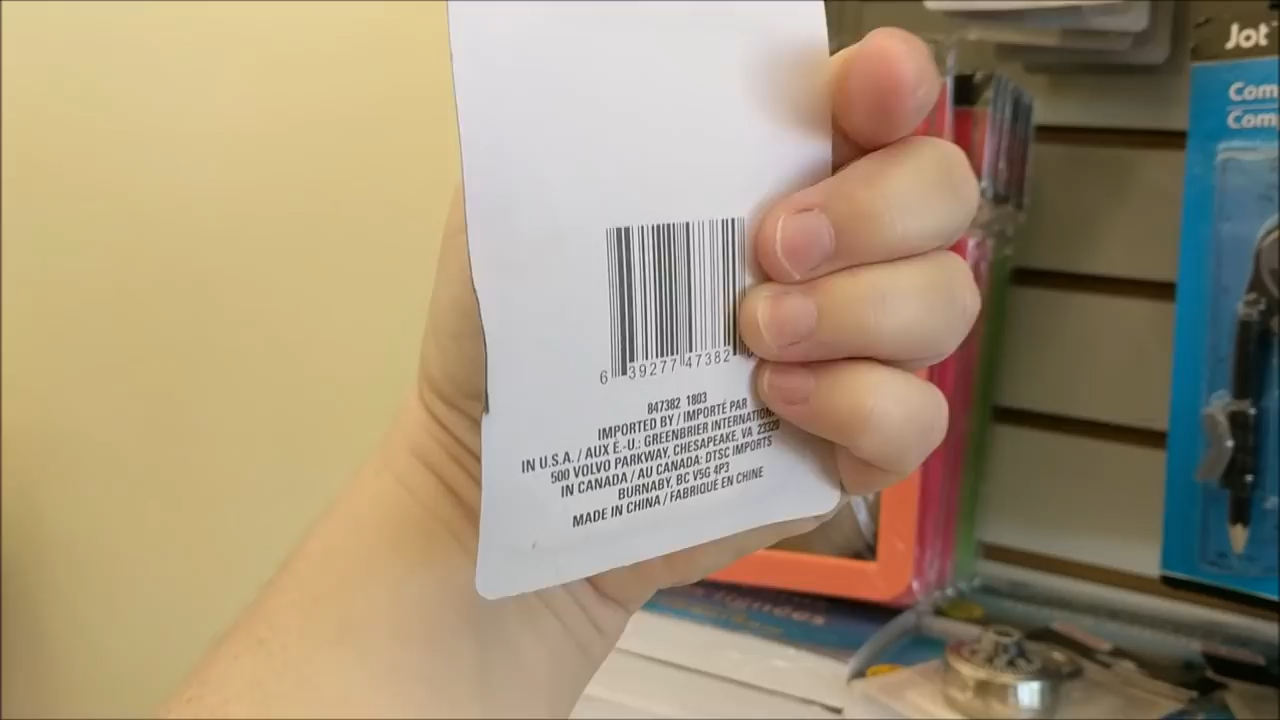 Jot
Com
Com
6 39277 47382
847382 1803
IMPORTED BY / IMPORTÉ PAR
IN U.S.A. / AUX É.-U.: GREENBRIER INTERNATION
500 VOLVO PARKWAY, CHESAPEAKE, VA 23320
IN CANADA / AU CANADA: DTSC IMPORTS
BURNABY, BC V5G 4P3
MADE IN CHINA / FABRIQUÉ EN CHINE